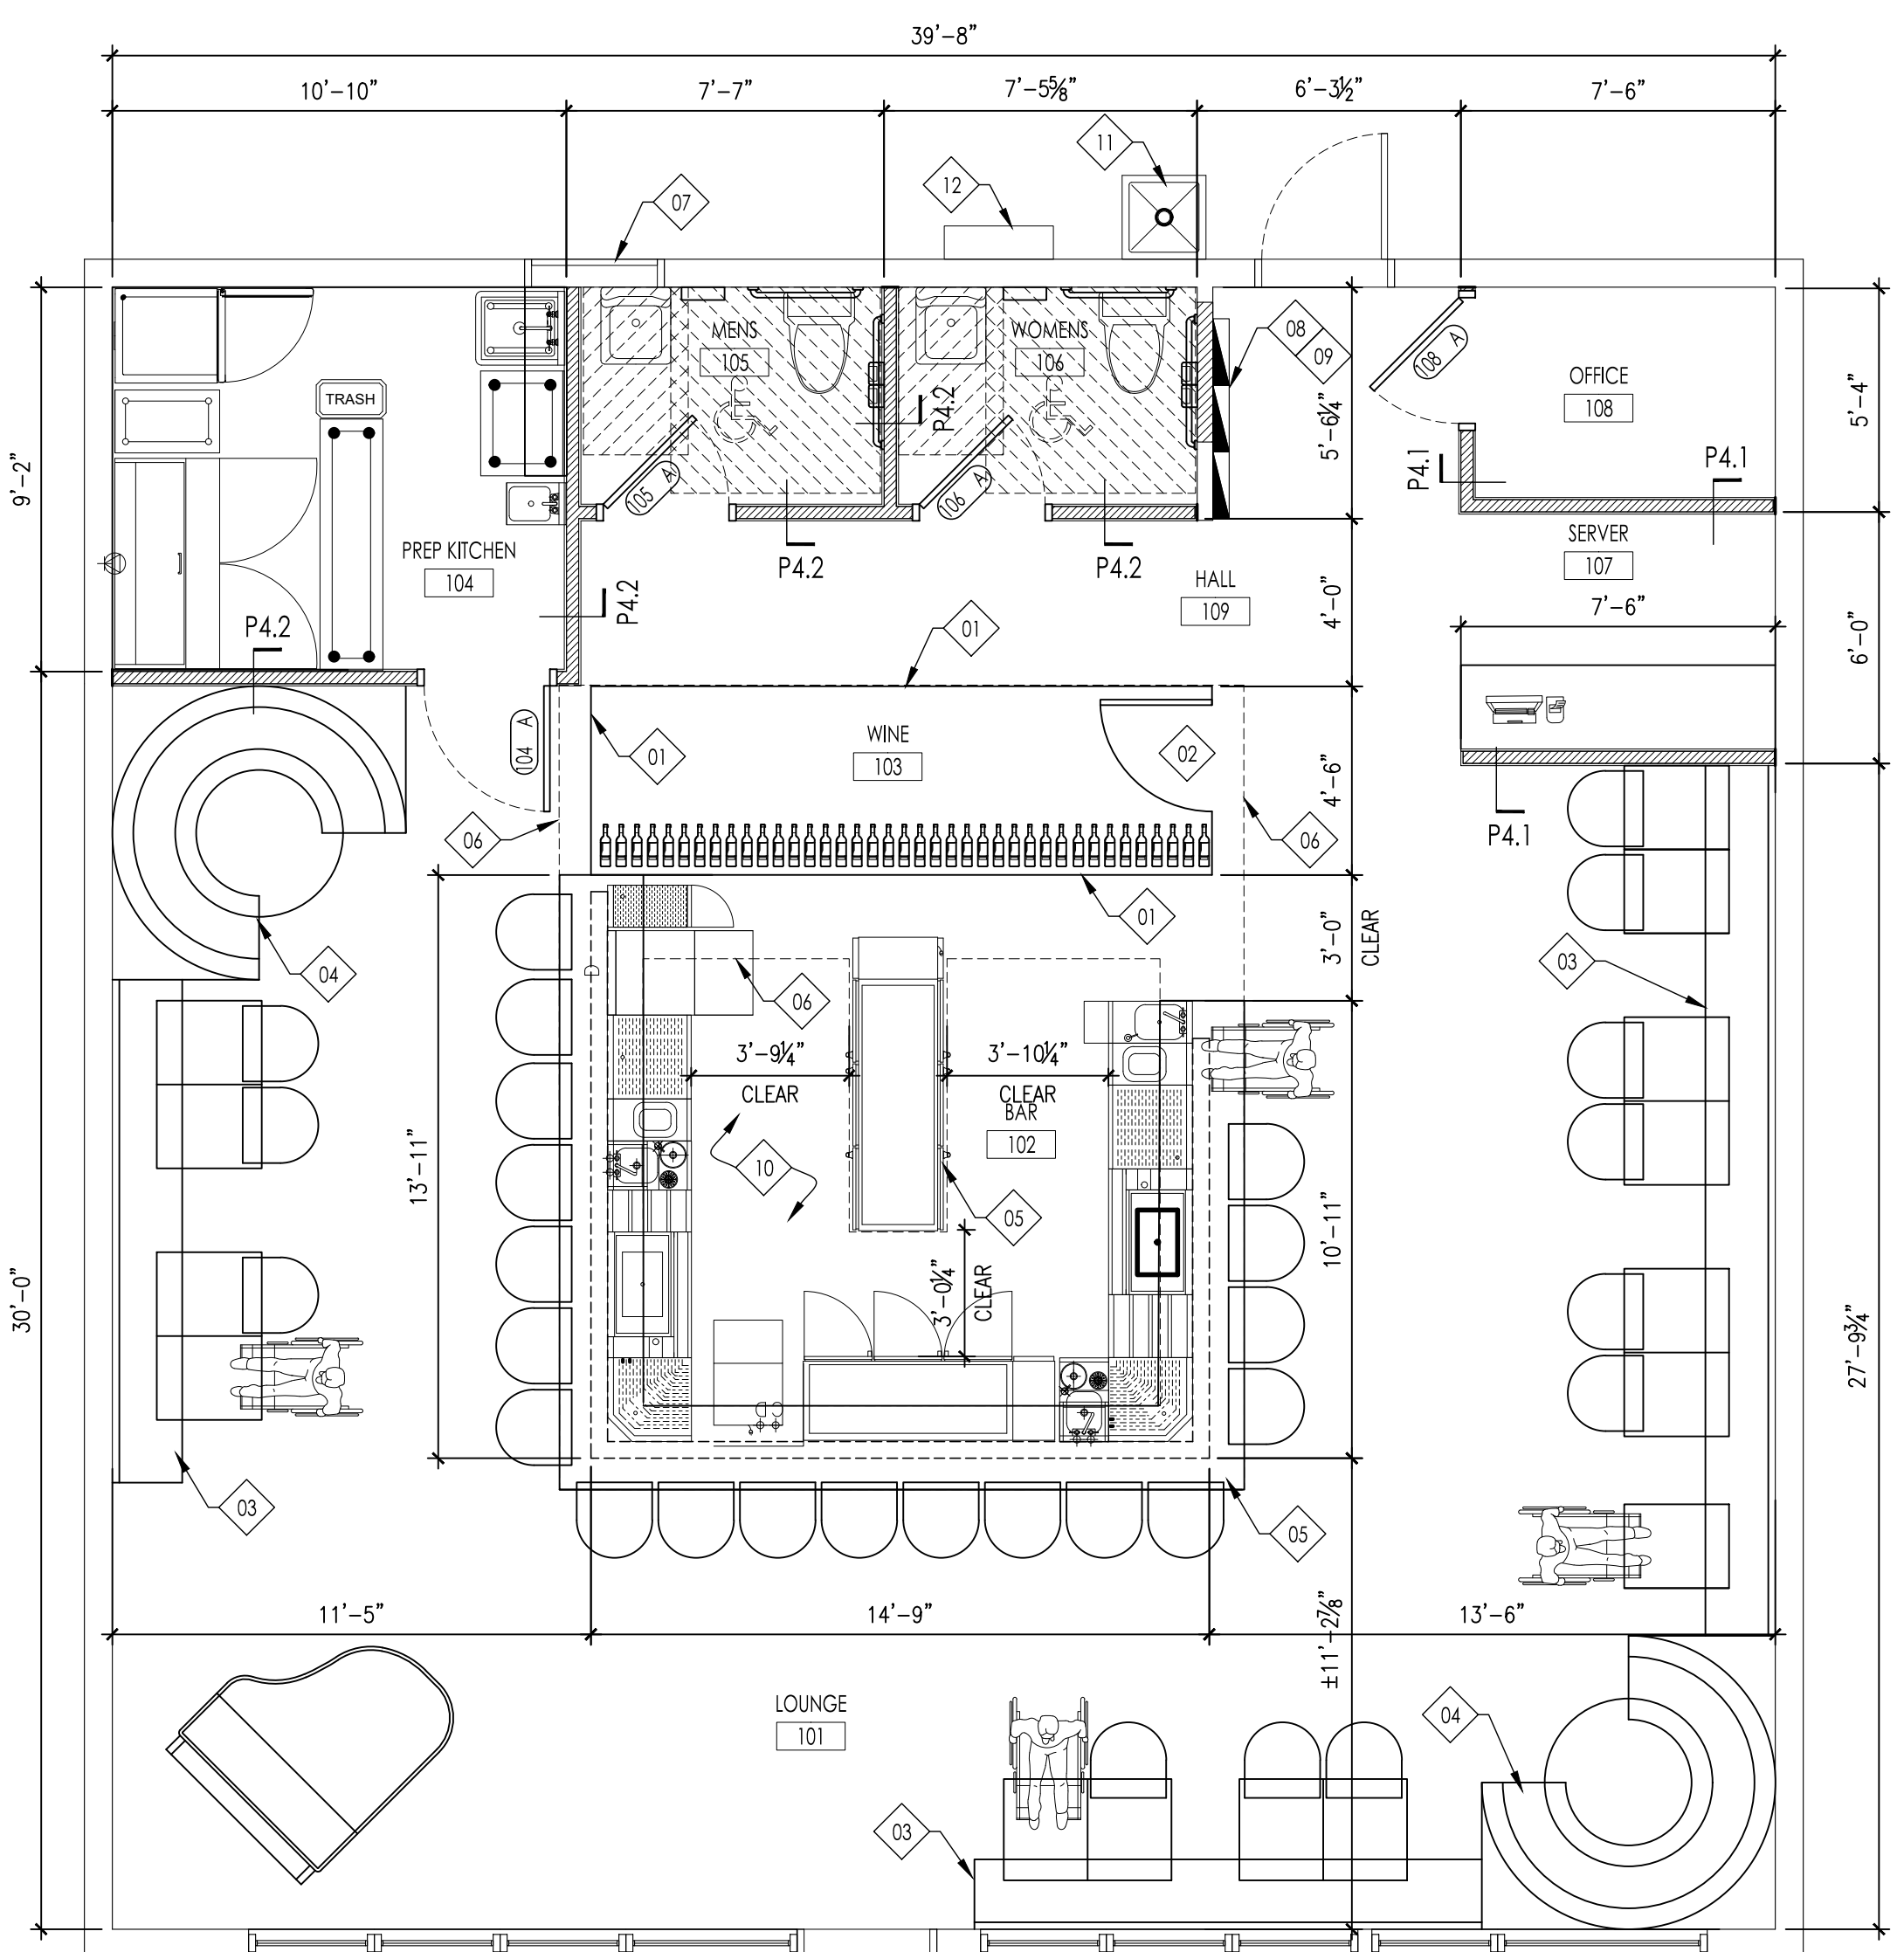 39'-8"
10'-10"
7'-7"
7'-5⅝"
6'-3½"
7'-6"
11
12
07
MENS
105
WOMENS
106
08
09
108 A
OFFICE
108
TRASH
P4.2
5'-6¼"
5'-4"
9'-2"
105 A
106 A
P4.1
P4.1
PREP KITCHEN
104
P4.2
P4.2
SERVER
107
HALL
109
4'-0"
7'-6"
P4.2
P4.2
01
6'-0"
104 A
01
WINE
103
02
4'-6"
06
06
P4.1
01
3'-0"
CLEAR
04
03
06
3'-9¼"
CLEAR
3'-10¼"
CLEAR
BAR
102
13'-11"
10
05
10'-11"
3'-0¼"
CLEAR
30'-0"
27'-9¾"
03
05
11'-5"
14'-9"
13'-6"
±11'-2⅞"
LOUNGE
101
04
03